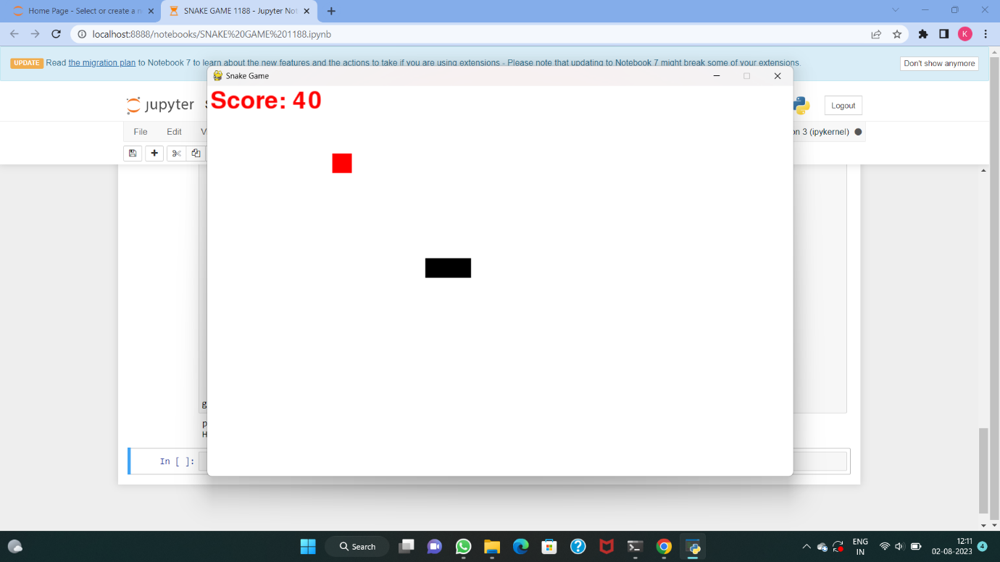 Home Page - Select or create a n
SNAKE GAME 1188 - Jupyter Not
localhost:8888/notebooks/SNAKE%20GAME%201188.ipynb
K
UPDATE Read the migration plan to Notebook 7 to learn about the new features and the actions to take if you are using extensions - Please note that updating to Notebook 7 might break some of your extensions.
Don't show anymore
Snake Game
Score: 40
jupyter
Logout
File Edit V
on 3 (ipykernel)
g
p
H
In [ ]:
Search
ENG
IN
12:11
02-08-2023
4